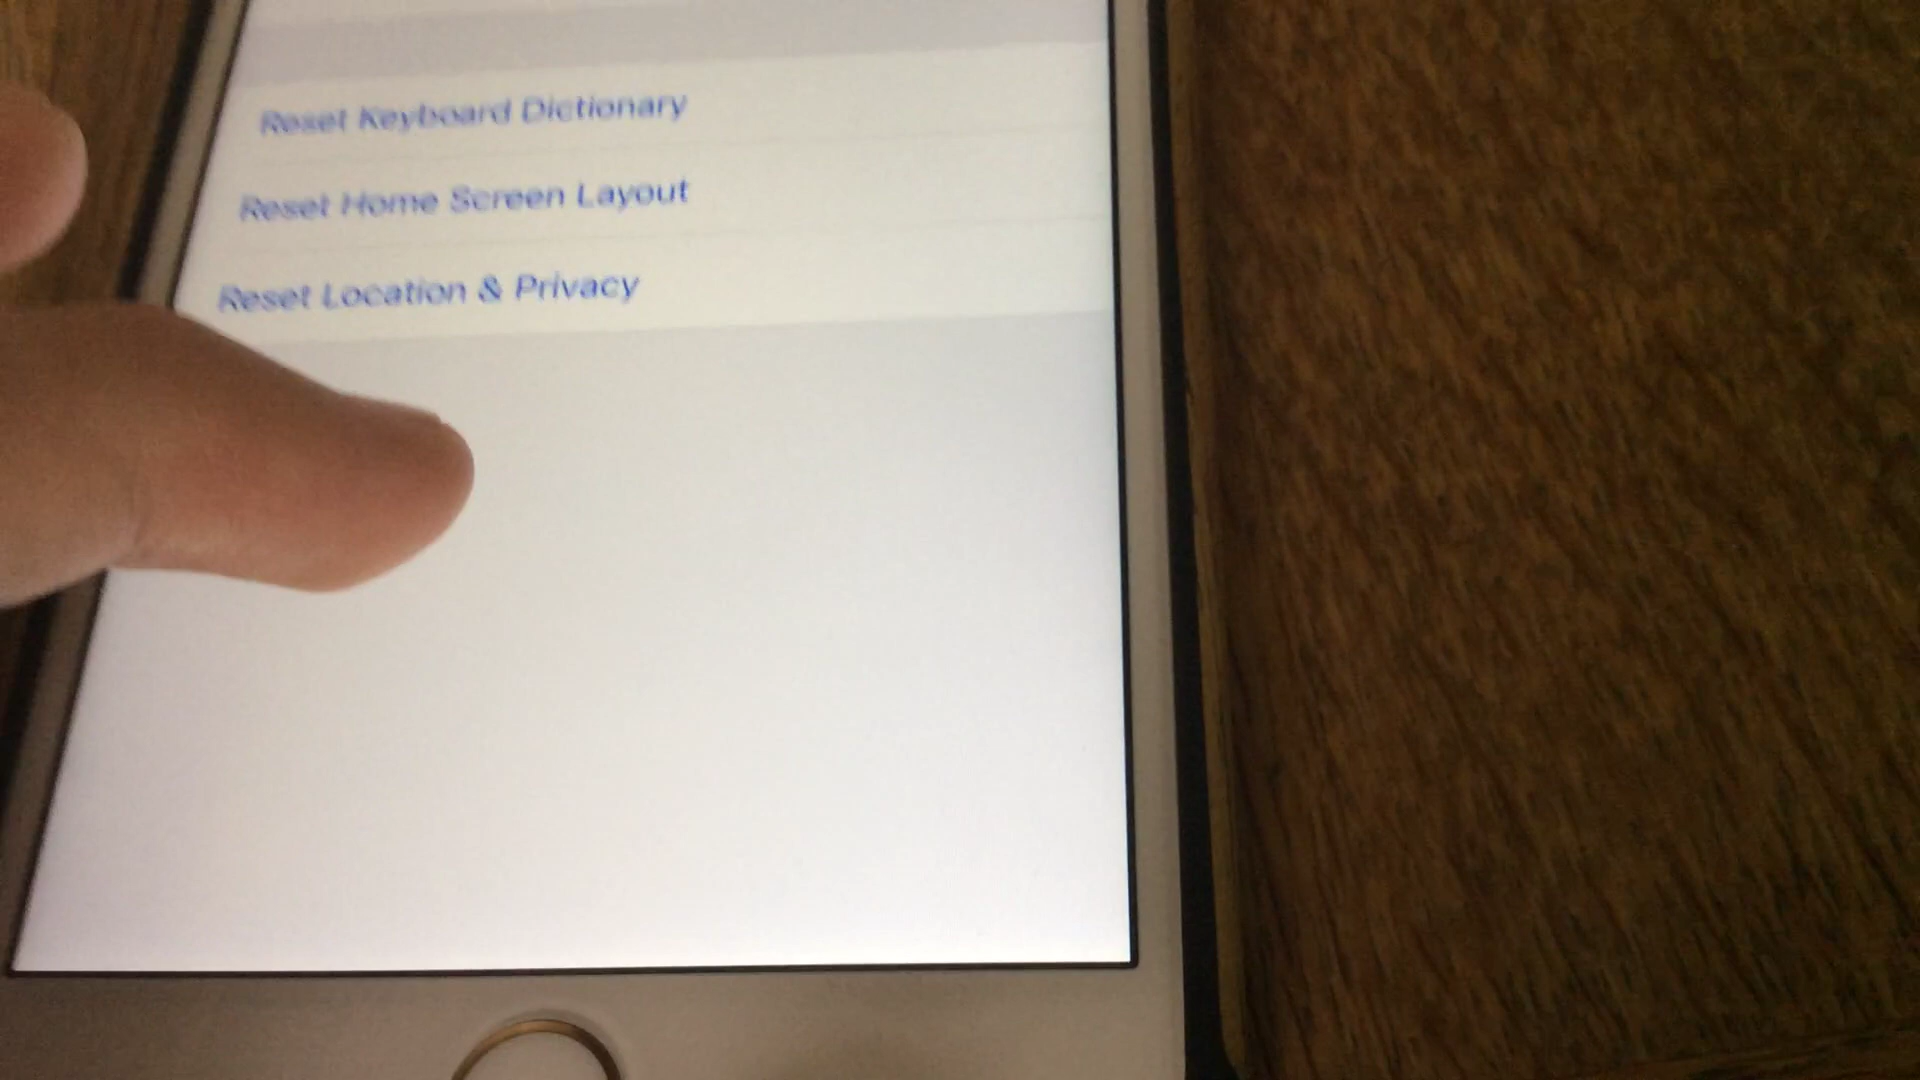 Reset Keyboard Dictionary
Reset Home Screen Layout
Reset Location & Privacy